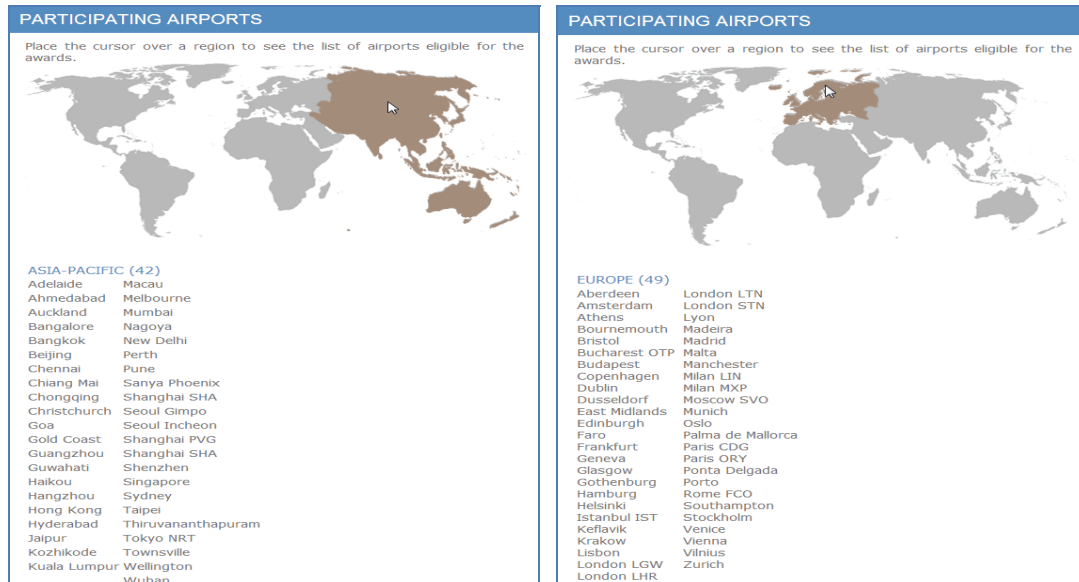 PARTICIPATING AIRPORTS
Place the cursor over a region to see the list of airports eligible for the
awards.
ASIA-PACIFIC (42)
Adelaide Macau
Ahmedabad Melbourne
Auckland Mumbai
Bangalore Nagoya
Bangkok New Delhi
Beijing Perth
Chennai Pune
Chiang Mai Sanya Phoenix
Chongqing Shanghai SHA
Christchurch Seoul Gimpo
Goa Seoul Incheon
Gold Coast Shanghai PVG
Guangzhou Shanghai SHA
Guwahati Shenzhen
Haikou Singapore
Hangzhou Sydney
Hong Kong Taipei
Hyderabad Thiruvananthapuram
Jaipur Tokyo NRT
Kozhikode Townsville
Kuala Lumpur Wellington
Wuhan
PARTICIPATING AIRPORTS
Place the cursor over a region to see the list of airports eligible for the
awards.
EUROPE (49)
Aberdeen London LTN
Amsterdam London STN
Athens Lyon
Bournemouth Madeira
Bristol Madrid
Bucharest OTP Malta
Budapest Manchester
Copenhagen Milan LIN
Dublin Milan MXP
Dusseldorf Moscow SVO
East Midlands Munich
Edinburgh Oslo
Faro Palma de Mallorca
Frankfurt Paris CDG
Geneva Paris ORY
Glasgow Ponta Delgada
Gothenburg Porto
Hamburg Rome FCO
Helsinki Southampton
Istanbul IST Stockholm
Keflavik Venice
Krakow Vienna
Lisbon Vilnius
London LGW Zurich
London LHR